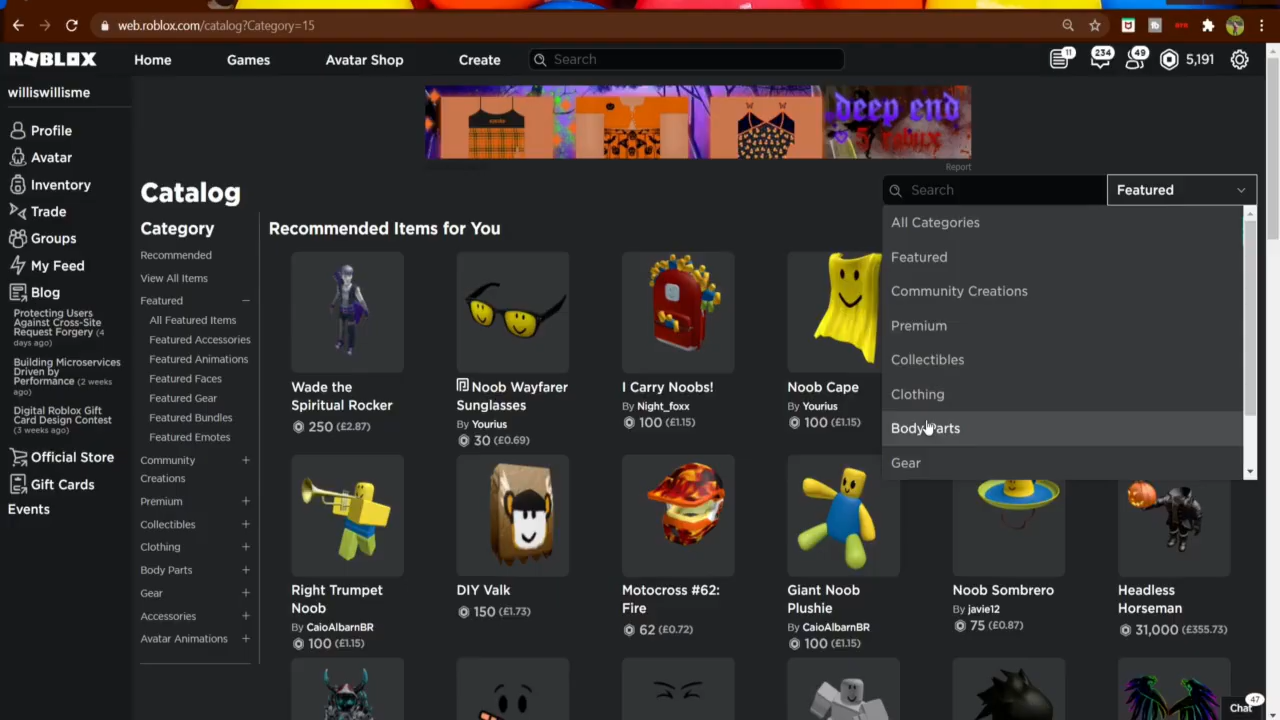 web.roblox.com/catalog?Category=15
ROBLOX
Home
Games
Avatar Shop
Create
Search
11
234
49
5,191
williswillisme
Profile
Avatar
Inventory
Trade
Groups
My Feed
Blog
Protecting Users
Against Cross-Site
Request Forgery (4
days ago)
Building Microservices
Driven by
Performance (2 weeks
ago)
Digital Roblox Gift
Card Design Contest
(3 weeks ago)
Official Store
Gift Cards
Events
deep end
5 robux
Report
Catalog
Category
Recommended
View All Items
Featured
All Featured Items
Featured Accessories
Featured Animations
Featured Faces
Featured Gear
Featured Bundles
Featured Emotes
Community
Creations
Premium
Collectibles
Clothing
Body Parts
Gear
Accessories
Avatar Animations
Search
Featured
All Categories
Featured
Community Creations
Premium
Collectibles
Clothing
Body Parts
Gear
Recommended Items for You
Wade the
Spiritual Rocker
250 (£2.87)
Noob Wayfarer
Sunglasses
By Yourius
30 (£0.69)
I Carry Noobs!
By Night_foxx
100 (£1.15)
Noob Cape
By Yourius
100 (£1.15)
Right Trumpet
Noob
By CaioAlbarnBR
100 (£1.15)
DIY Valk
150 (£1.73)
Motocross #62:
Fire
62 (£0.72)
Giant Noob
Plushie
By CaioAlbarnBR
100 (£1.15)
Noob Sombrero
By javie12
75 (£0.87)
Headless
Horseman
31,000 (£355.73)
Chat
47